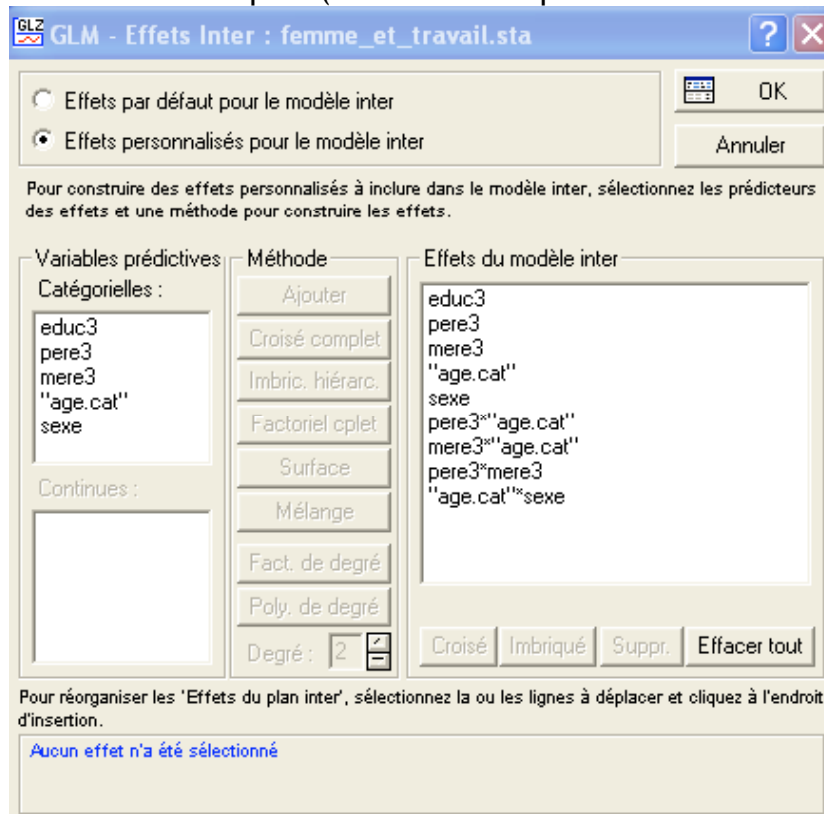 GLZ
GLM - Effets Inter : femme_et_travail.sta
Effets par défaut pour le modèle inter
Effets personnalisés pour le modèle inter
OK
Annuler
Pour construire des effets personnalisés à inclure dans le modèle inter, sélectionnez les prédicteurs
des effets et une méthode pour construire les effets.
Variables prédictives
Catégorielles :
educ3
pere3
mere3
"age.cat"
sexe
Continues :
Méthode
Ajouter
Croisé complet
Imbric. hiérarc.
Factoriel cplet
Surface
Mélange
Fact. de degré
Poly. de degré
Degré : 2
Effets du modèle inter
educ3
pere3
mere3
"age.cat"
sexe
pere3*"age.cat"
mere3*"age.cat"
pere3*mere3
"age.cat"*sexe
Croisé Imbriqué Suppr. Effacer tout
Pour réorganiser les 'Effets du plan inter', sélectionnez la ou les lignes à déplacer et cliquez à l'endroit
d'insertion.
Aucun effet n'a été sélectionné